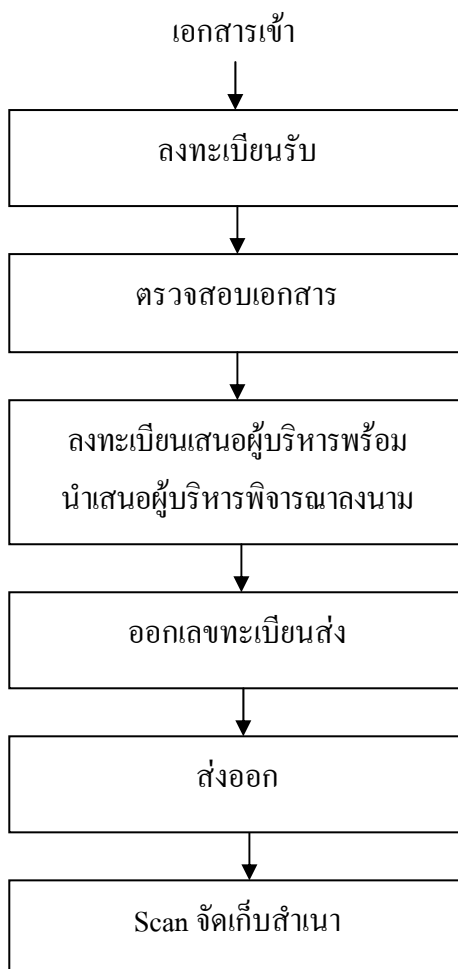 เอกสารเข้า
ลงทะเบียนรับ
ตรวจสอบเอกสาร
ลงทะเบียนเสนอผู้บริหารพร้อม
นำเสนอผู้บริหารพิจารณาลงนาม
ออกเลขทะเบียนส่ง
ส่งออก
Scan จัดเก็บสำเนา